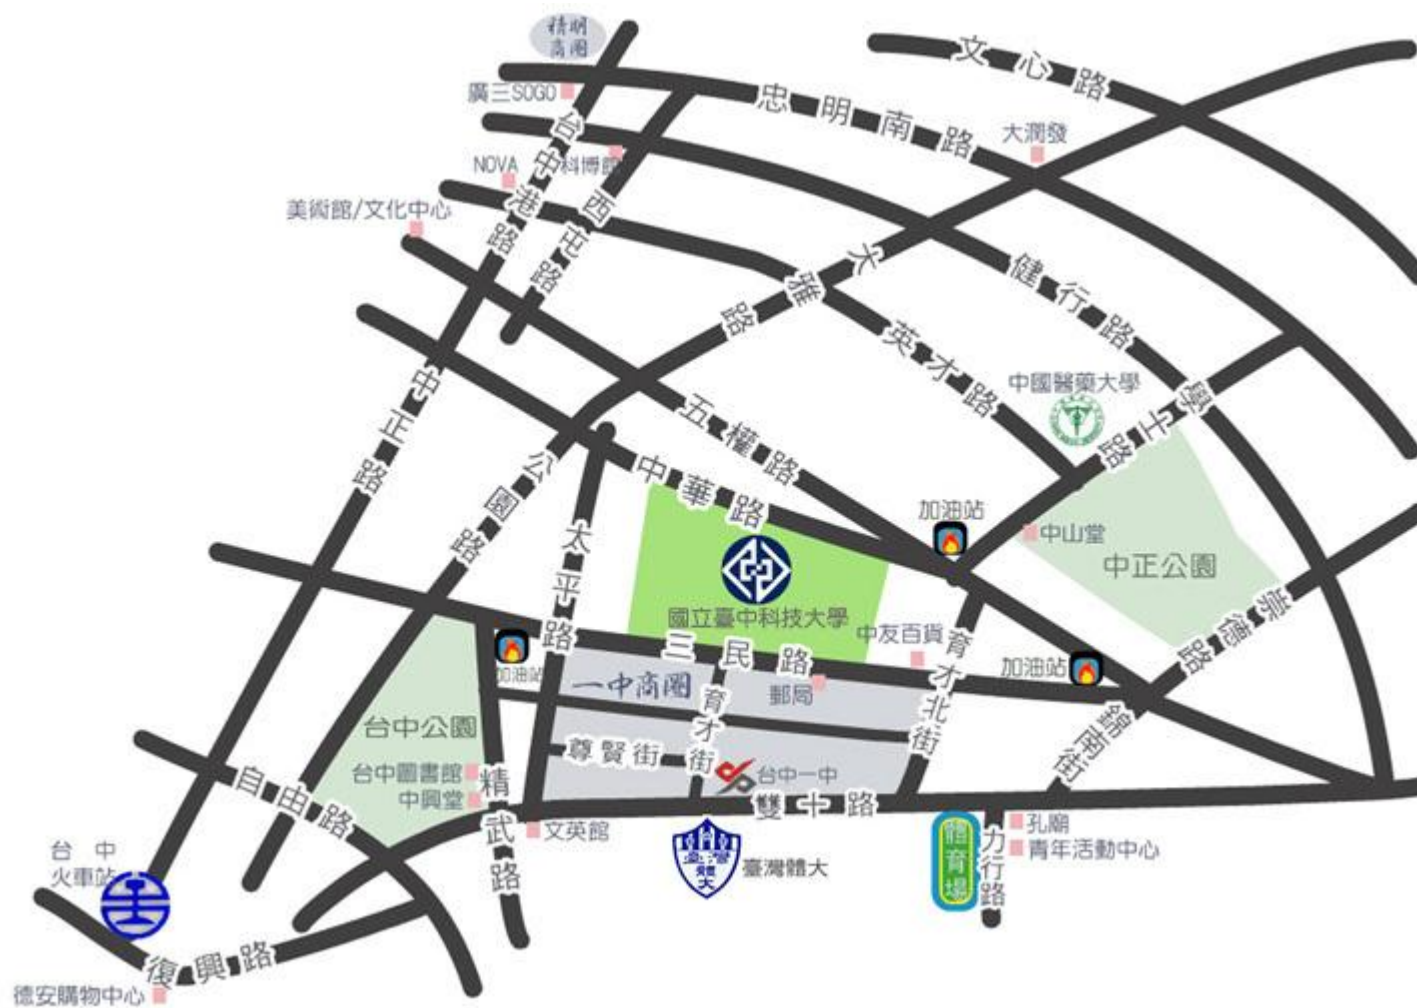 精明
商圈
文心路
廣三SOGO
忠明南路
大潤發
台中港路
NOVA
科博館
西屯路
美術館/文化中心
大雅路
健行路
英才路
中國醫藥大學
學士路
中正路
五權路
公園路
中華路
加油站
中山堂
中正公園
太平路
國立臺中科技大學
崇德路
中友百貨
育才北街
三民路
加油站
加油站
一中商圈
郵局
育才街
錦南街
台中公園
尊賢街
台中一中
台中圖書館
中興堂
精武路
自由路
雙十路
文英館
臺灣體大
臺灣
體
大
體育場
力行路
孔廟
青年活動中心
台中
火車站
復興路
德安購物中心